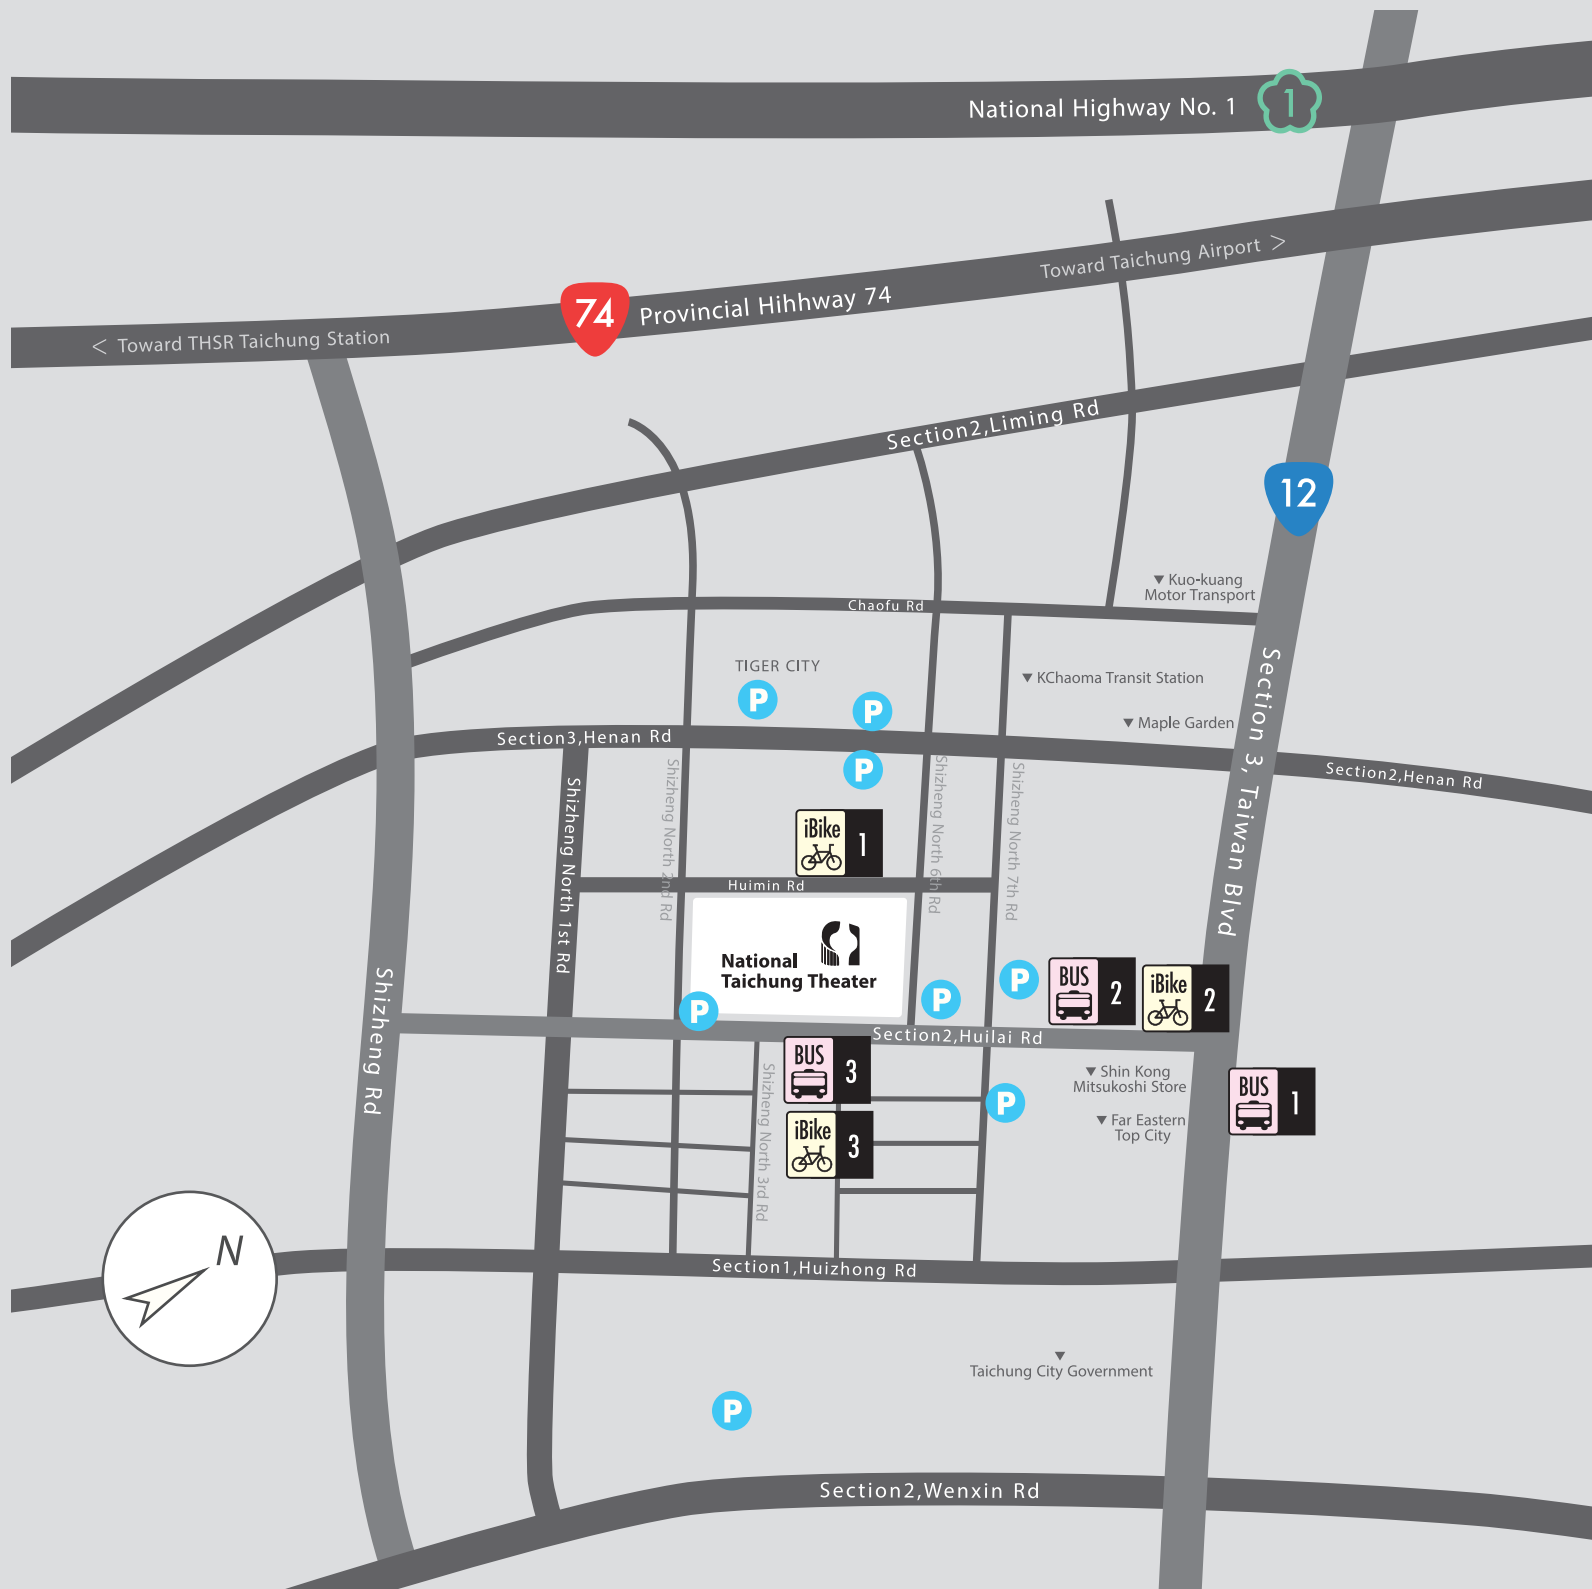 National Highway No. 1
1
Toward Taichung Airport >
74
Provincial Hihhway 74
< Toward THSR Taichung Station
Section2,Liming Rd
12
▼ Kuo-kuang
Motor Transport
Chaofu Rd
TIGER CITY
P
P
▼ KChaoma Transit Station
▼ Maple Garden
Section 3, Taiwan Blvd
Section3,Henan Rd
Section2,Henan Rd
P
Shizheng North 1st Rd
Shizheng North 2nd Rd
Shizheng North 6th Rd
Shizheng North 7th Rd
iBike
1
Huimin Rd
National
Taichung Theater
P
P
P
BUS
2
iBike
2
Shizheng Rd
Section2,Huilai Rd
BUS
3
iBike
3
Shizheng North 3rd Rd
P
▼ Shin Kong
Mitsukoshi Store
▼ Far Eastern
Top City
BUS
1
N
Section1,Huizhong Rd
▼
Taichung City Government
P
Section2,Wenxin Rd